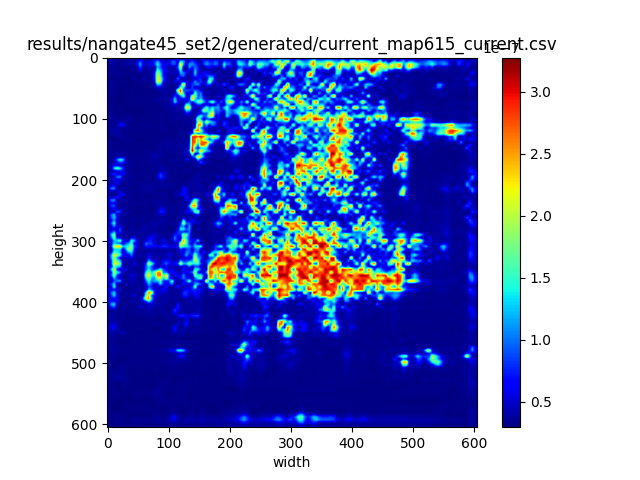 results/nangate45_set2/generated/current_map615_current.csv
1e−7
0
100
200
300
400
500
600
height
0 100 200 300 400 500 600
width
3.0
2.5
2.0
1.5
1.0
0.5